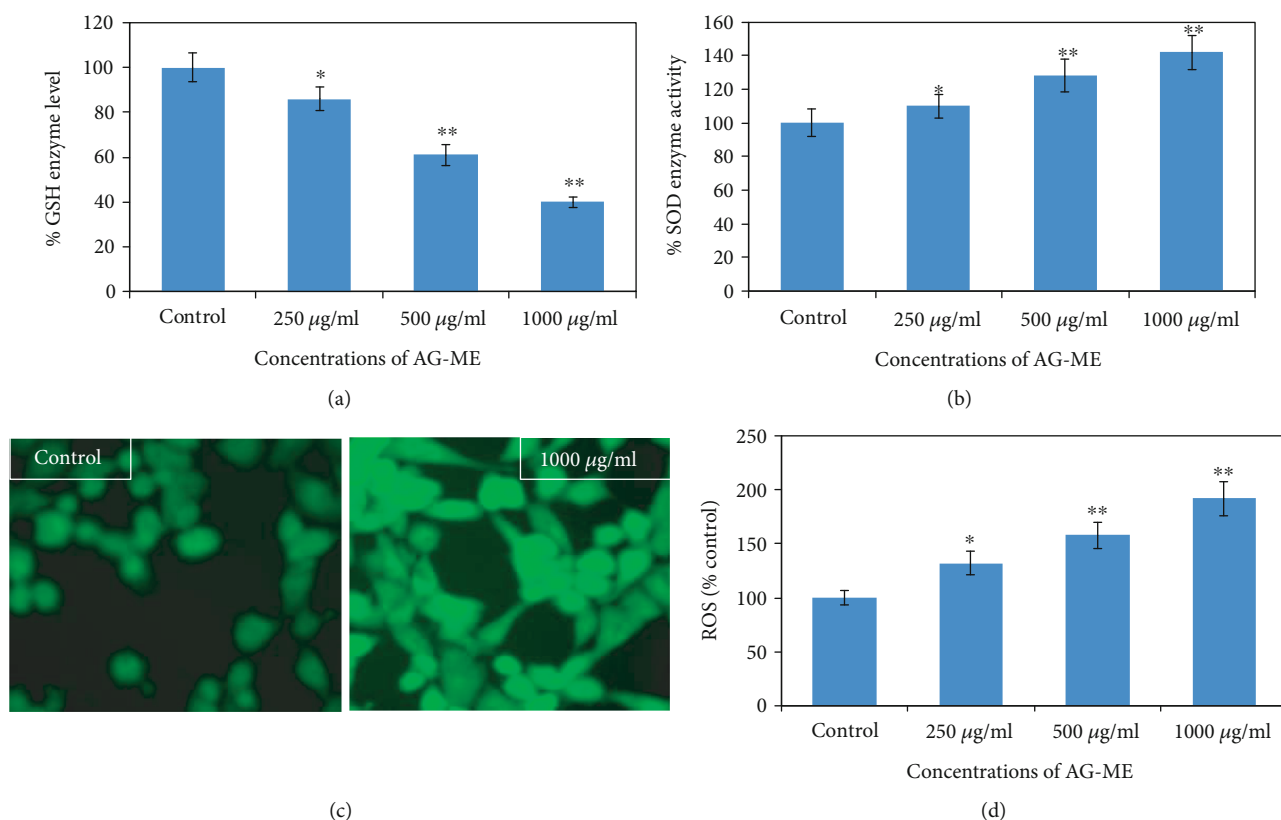 120
100
80
60
40
20
0
% GSH enzyme level
*
**
**
Control
250 μg/ml
500 μg/ml
1000 μg/ml
Concentrations of AG-ME
(a)
160
140
120
100
80
60
40
20
0
% SOD enzyme activity
*
**
**
Control
250 μg/ml
500 μg/ml
1000 μg/ml
Concentrations of AG-ME
(b)
Control
1000 μg/ml
(c)
250
200
150
100
50
0
ROS (% control)
*
**
**
Control
250 μg/ml
500 μg/ml
1000 μg/ml
Concentrations of AG-ME
(d)